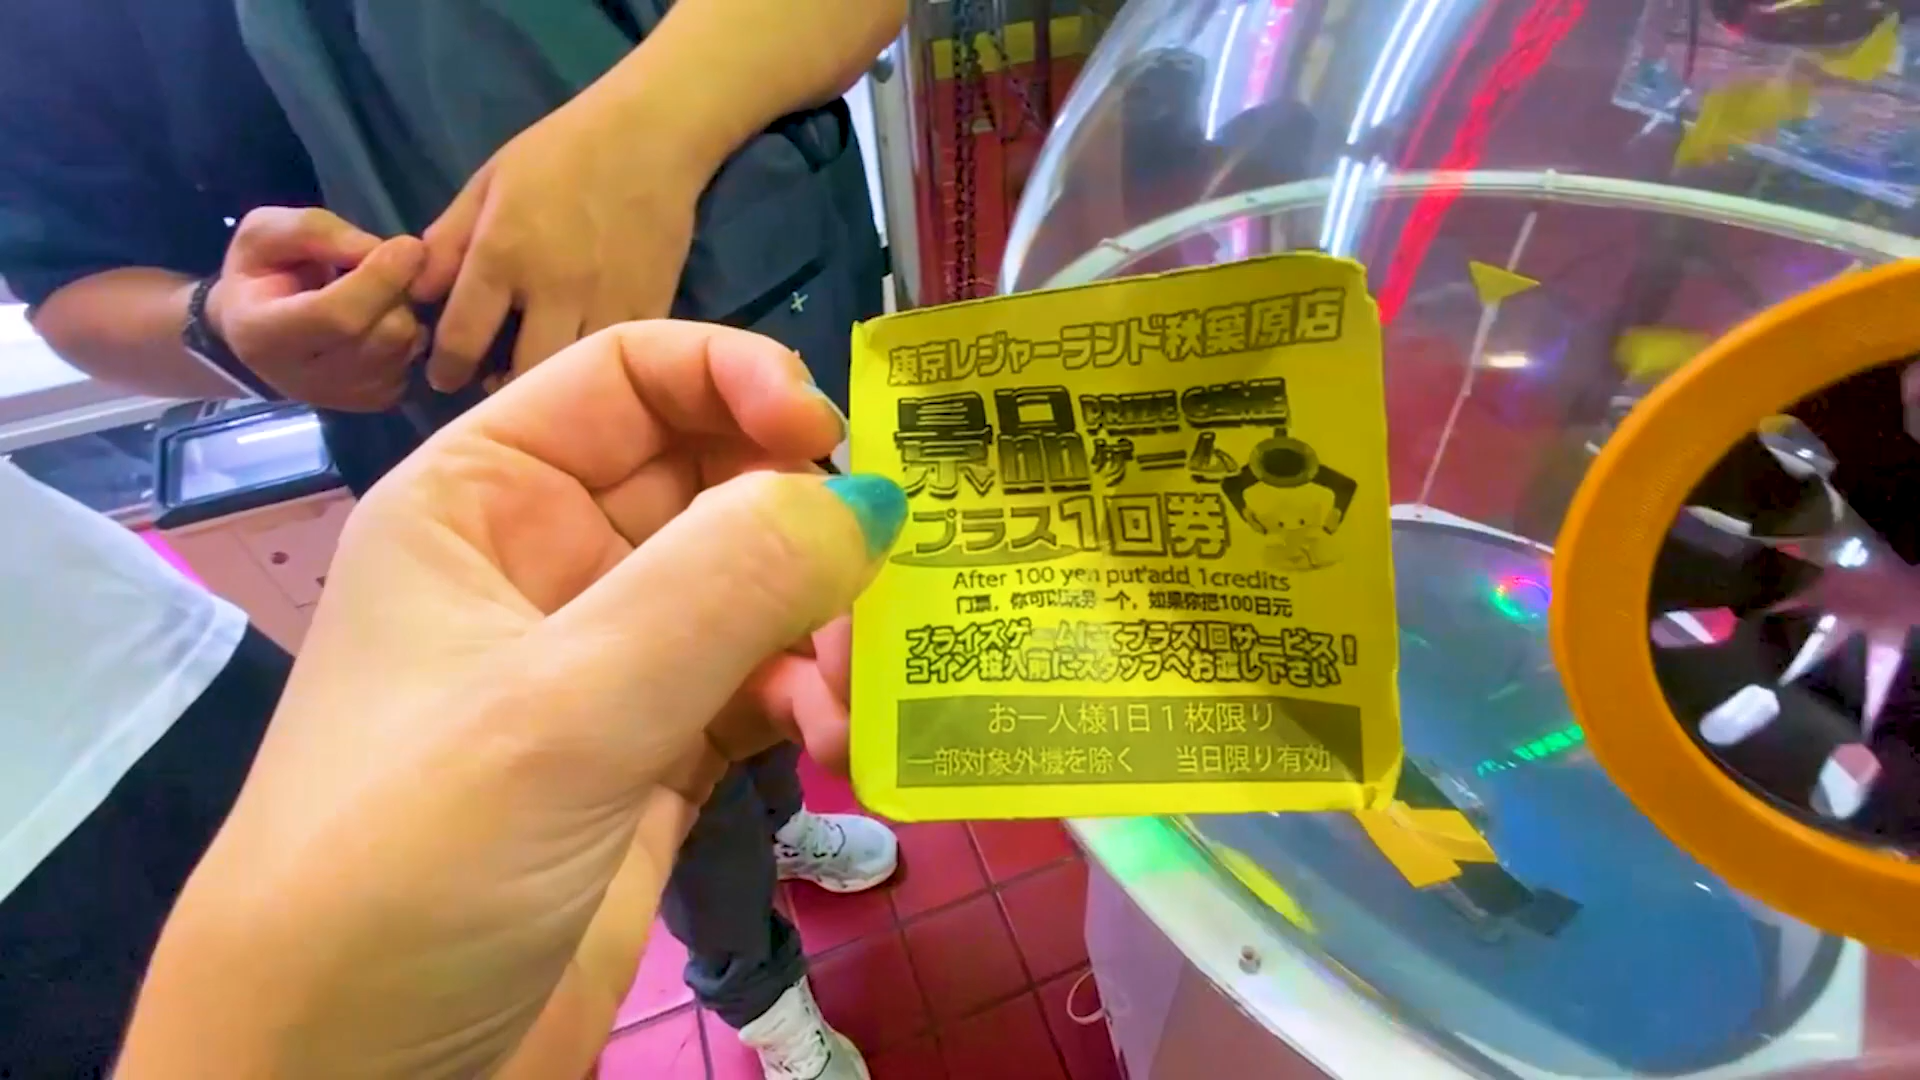 東京レジャーランド秋葉原店
景品 PRIZE GAME
ゲーム
プラス1回券
After 100 yen put add 1credits
门票，你可以玩另一个，如果你把100日元
プライズゲームにてプラス1回サービス！
コイン投入前にスタッフへお渡し下さい
お一人様1日1枚限り
一部対象外機を除く 当日限り有効